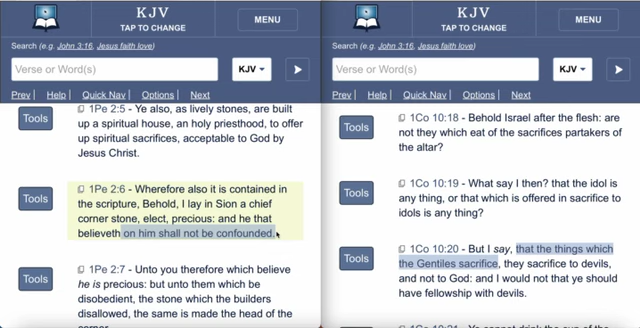 KJV
TAP TO CHANGE
MENU
Search (e.g. John 3:16, Jesus faith love)
Verse or Word(s)
KJV
Prev | Help | Quick Nav | Options | Next
Tools
1Pe 2:5 - Ye also, as lively stones, are built
up a spiritual house, an holy priesthood, to offer
up spiritual sacrifices, acceptable to God by
Jesus Christ.
Tools
1Pe 2:6 - Wherefore also it is contained in
the scripture, Behold, I lay in Sion a chief
corner stone, elect, precious: and he that
believeth on him shall not be confounded.
Tools
1Pe 2:7 - Unto you therefore which believe
he is precious: but unto them which be
disobedient, the stone which the builders
disallowed, the same is made the head of the
corner
KJV
TAP TO CHANGE
MENU
Search (e.g. John 3:16, Jesus faith love)
Verse or Word(s)
KJV
Prev | Help | Quick Nav | Options | Next
Tools
1Co 10:18 - Behold Israel after the flesh: are
not they which eat of the sacrifices partakers of
the altar?
Tools
1Co 10:19 - What say I then? that the idol is
any thing, or that which is offered in sacrifice to
idols is any thing?
Tools
1Co 10:20 - But I say, that the things which
the Gentiles sacrifice, they sacrifice to devils,
and not to God: and I would not that ye should
have fellowship with devils.
1Co 10:21 - Ye cannot drink the cup of the